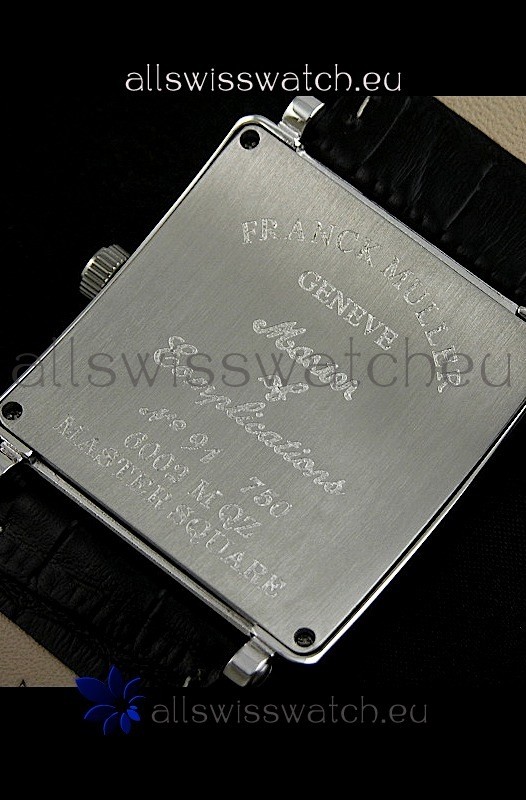 allswisswatch.eu
FRANCK MULLER
GENEVE
Master
of
Complications
allswisswatch.eu
No 91 750
6002 M QZ
MASTER SQUARE
allswisswatch.eu